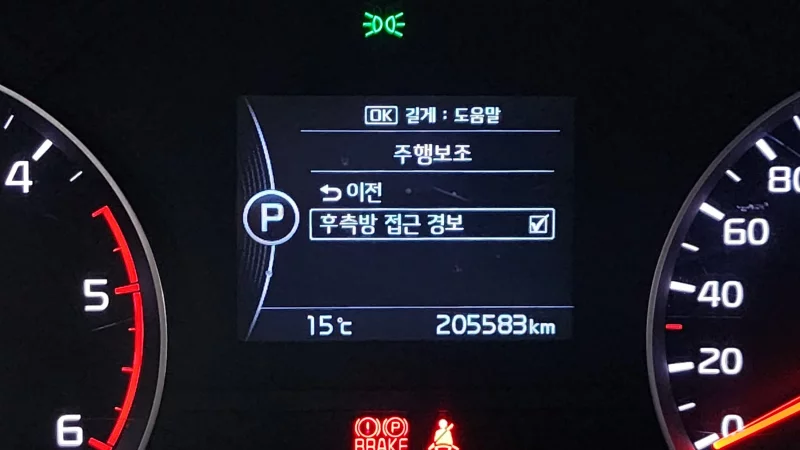 OK 길게 : 도움말
주행보조
이전
P
후측방 접근 경보
15℃ 205583km
4
5
6
80
60
40
20
0
P
BRAKE